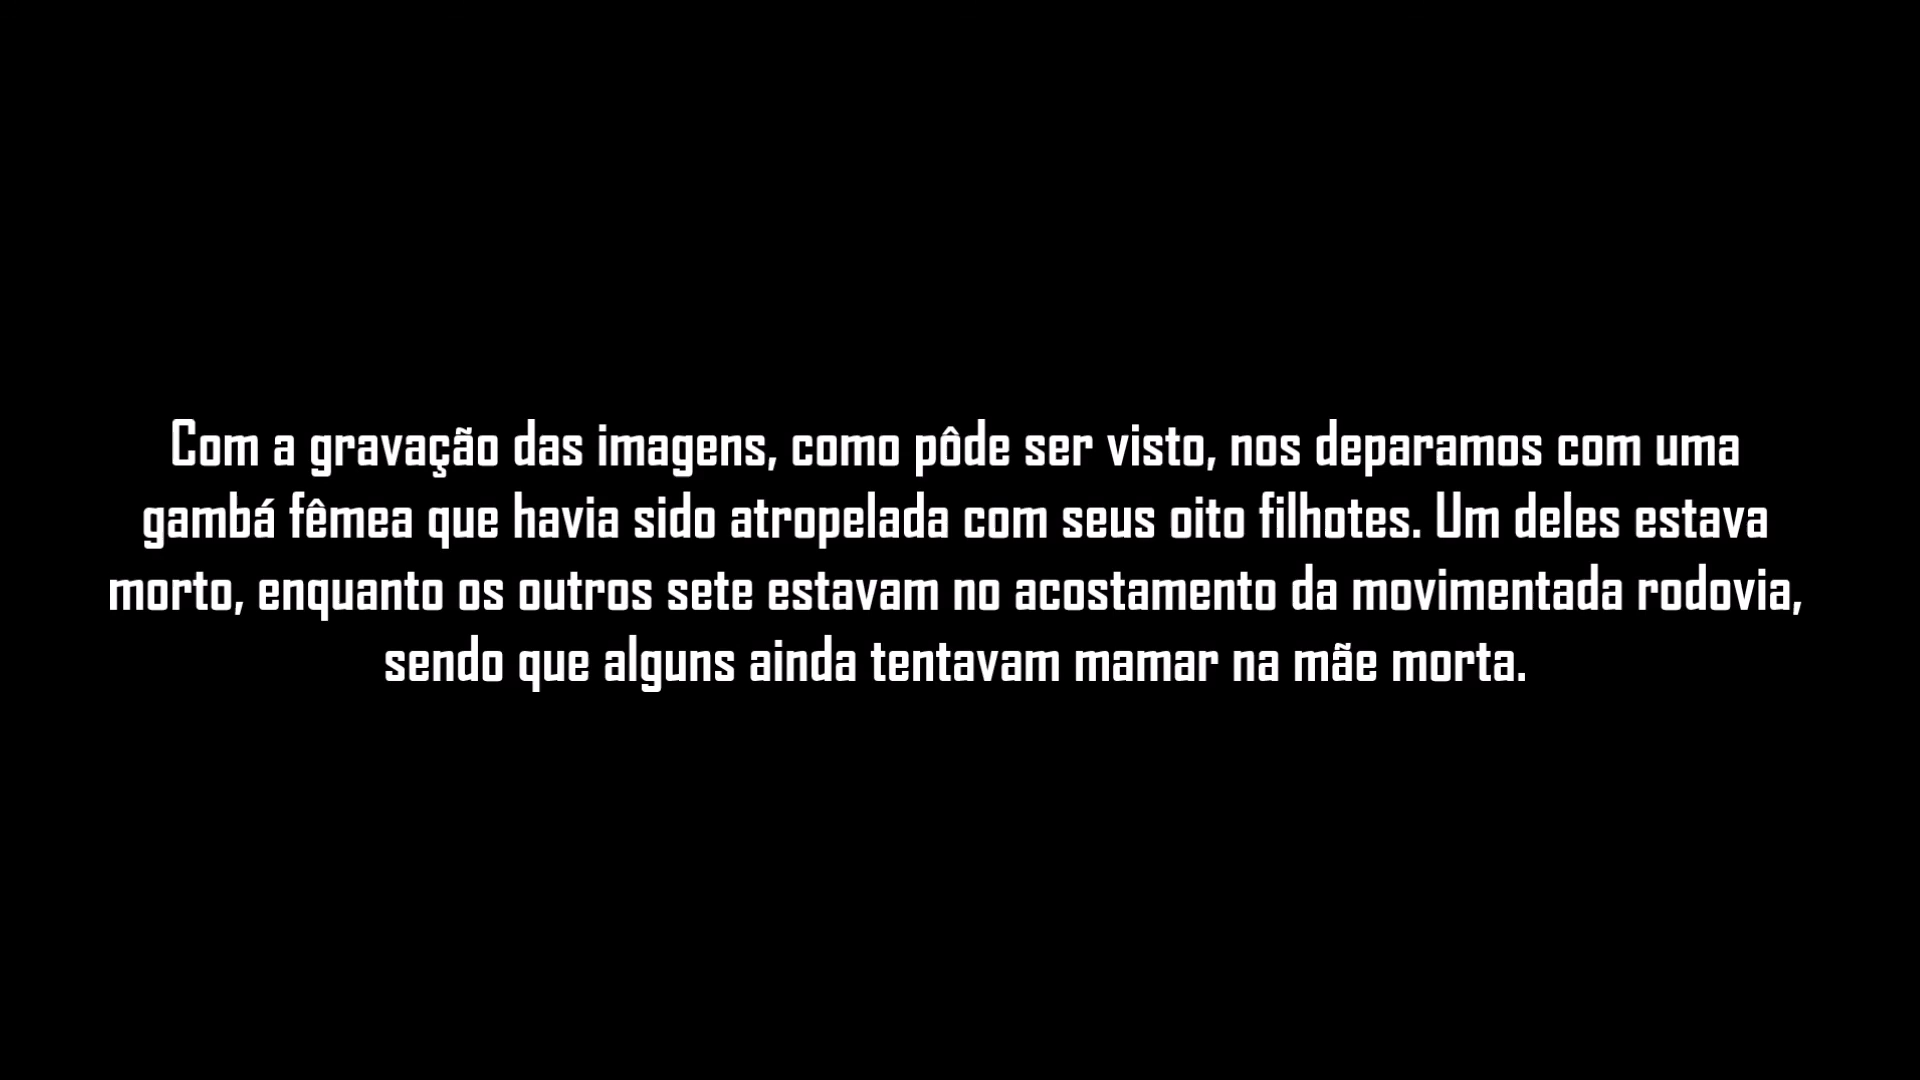 Com a gravação das imagens, como pôde ser visto, nos deparamos com uma
gambá fêmea que havia sido atropelada com seus oito filhotes. Um deles estava
morto, enquanto os outros sete estavam no acostamento da movimentada rodovia,
sendo que alguns ainda tentavam mamar na mãe morta.